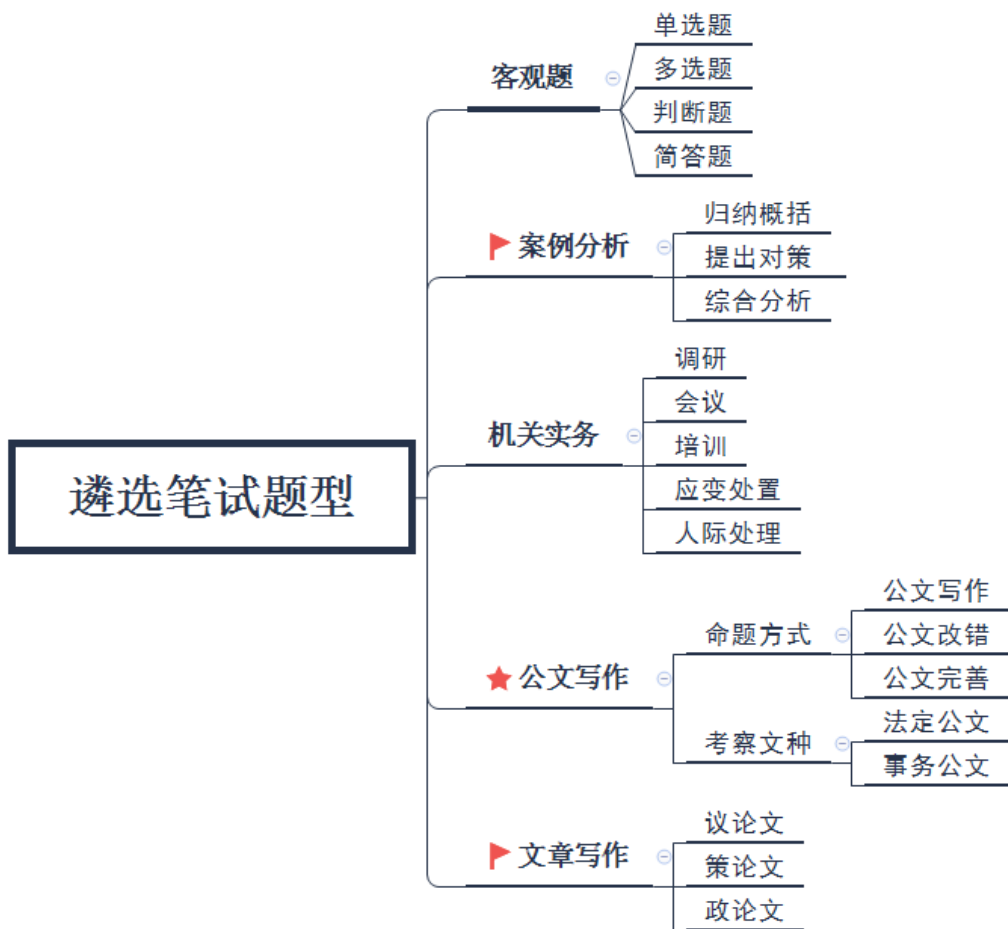 遴选笔试题型
客观题
单选题
多选题
判断题
简答题
案例分析
归纳概括
提出对策
综合分析
机关实务
调研
会议
培训
应变处置
人际处理
公文写作
命题方式
公文写作
公文改错
公文完善
考察文种
法定公文
事务公文
文章写作
议论文
策论文
政论文